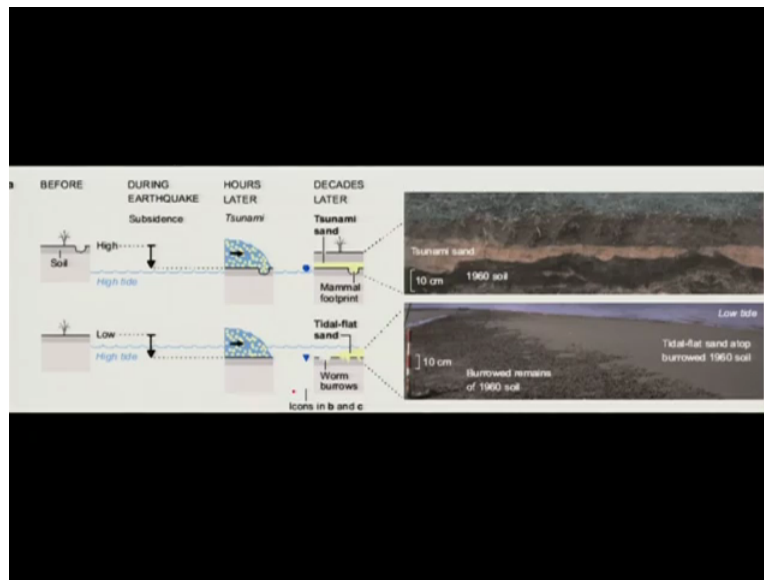 a
BEFORE
DURING
EARTHQUAKE
Subsidence
HOURS
LATER
Tsunami
DECADES
LATER
Tsunami
sand
High
Soil
High tide
Mammal
footprint
Tsunami sand
10 cm
1960 soil
Low
High tide
Tidal-flat
sand
Worm
burrows
Icons in b and c
Low tide
Tidal-flat sand atop
burrowed 1960 soil
10 cm
Burrowed remains
of 1960 soil